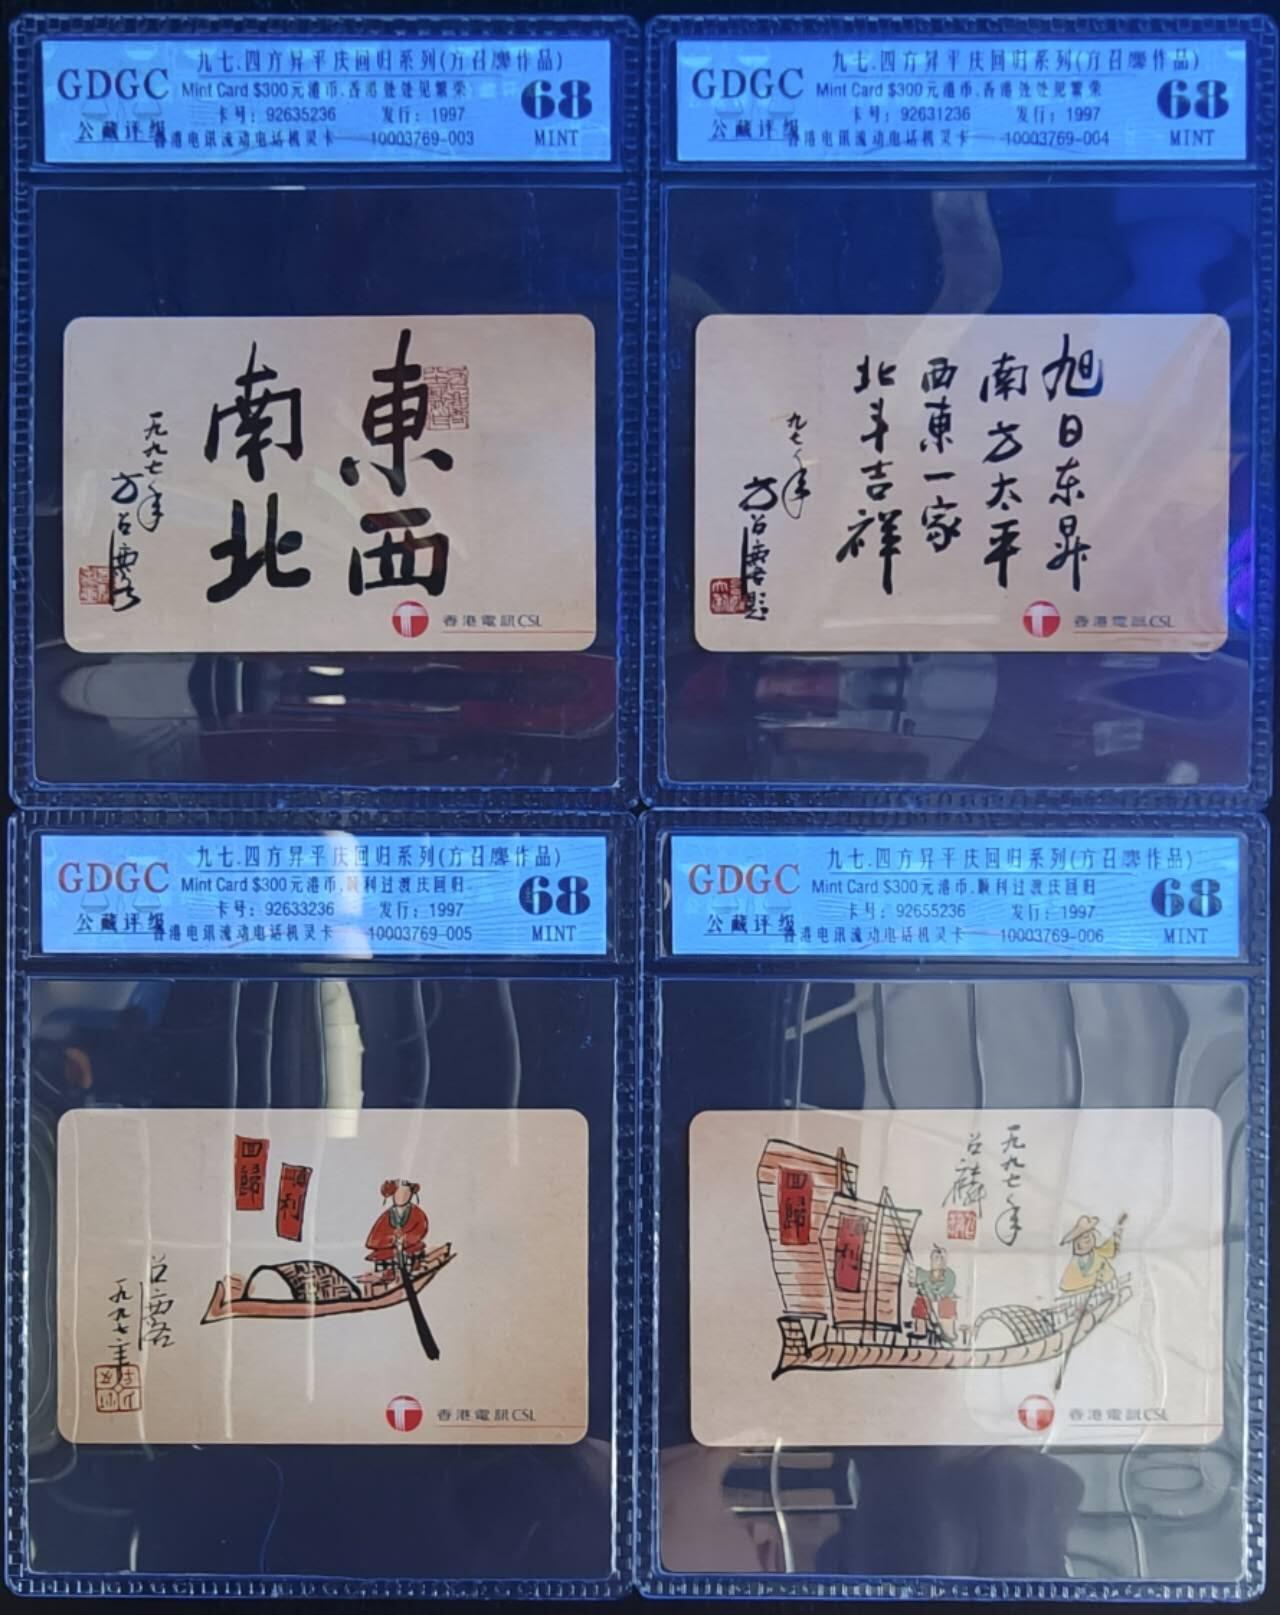 九七.四方昇平庆回归系列(方召麐作品)
GDGC
Mint Card $300元港币,香港处处见繁荣
68
卡号: 92635236 发行: 1997
公藏评级
香港电讯流动电话机灵卡 10003769-003
MINT
東西
南北
一九九七年
方召麐
香港電訊CSL
九七.四方昇平庆回归系列(方召麐作品)
GDGC
Mint Card $300元港币,香港处处见繁荣
68
卡号: 92631236 发行: 1997
公藏评级
香港电讯流动电话机灵卡 10003769-004
MINT
旭日东昇
南方太平
西東一家
北斗吉祥
九七年
方召麐题
香港電訊CSL
九七.四方昇平庆回归系列(方召麐作品)
GDGC
Mint Card $300元港币,顺利过渡庆回归
68
卡号: 92633236 发行: 1997
公藏评级
香港电讯流动电话机灵卡 10003769-005
MINT
順利
回歸
召麐
一九九七年
香港電訊CSL
九七.四方昇平庆回归系列(方召麐作品)
GDGC
Mint Card $300元港币,顺利过渡庆回归
68
卡号: 92655236 发行: 1997
公藏评级
香港电讯流动电话机灵卡 10003769-006
MINT
一九九七年
召麐
順利
回歸
香港電訊CSL